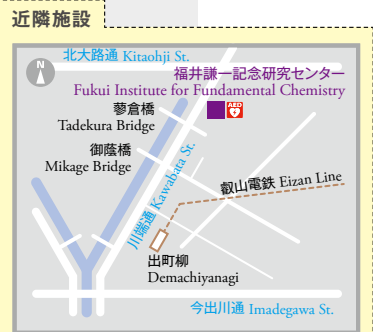 近隣施設
N
北大路通 Kitaohji St.
福井謙一記念研究センター
Fukui Institute for Fundamental Chemistry
AED
蓼倉橋
Tadekura Bridge
御蔭橋
Mikage Bridge
川端通 Kawabata St.
叡山電鉄 Eizan Line
出町柳
Demachiyanagi
今出川通 Imadegawa St.